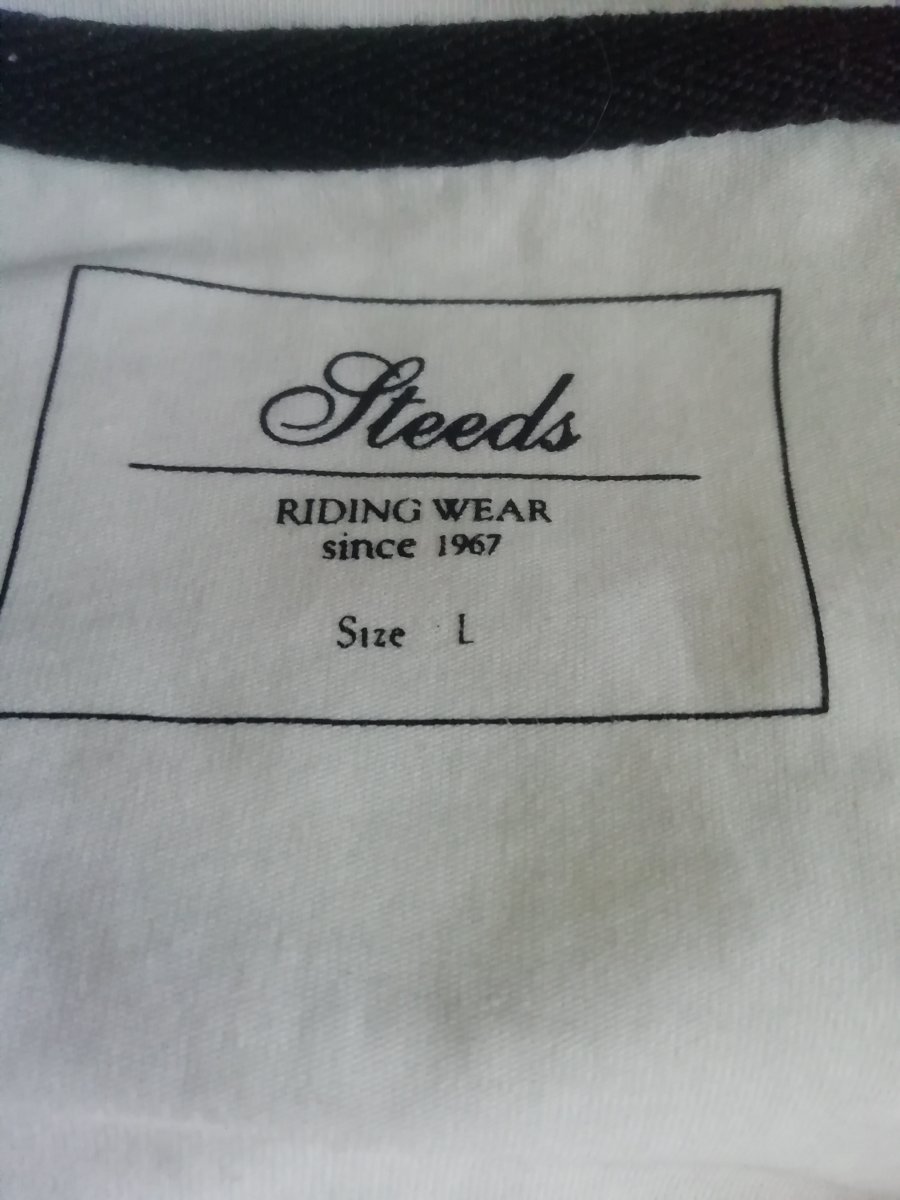 Steeds
RIDING WEAR
since 1967
Size L